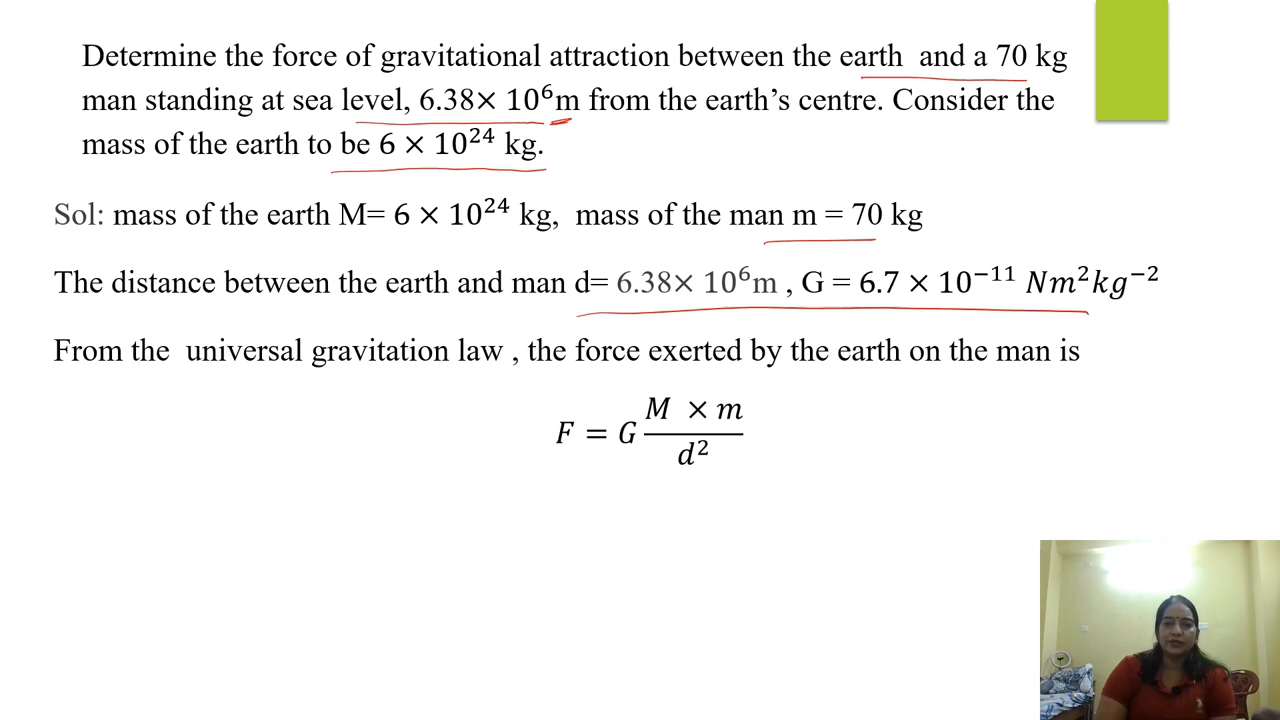 Determine the force of gravitational attraction between the earth and a 70 kg
man standing at sea level, 6.38× 10⁶m from the earth’s centre. Consider the
mass of the earth to be 6 × 10²⁴ kg.
Sol: mass of the earth M= 6 × 10²⁴ kg, mass of the man m = 70 kg
The distance between the earth and man d= 6.38× 10⁶m , G = 6.7 × 10⁻¹¹ Nm²kg⁻²
From the universal gravitation law , the force exerted by the earth on the man is
F = G (M × m)/d²